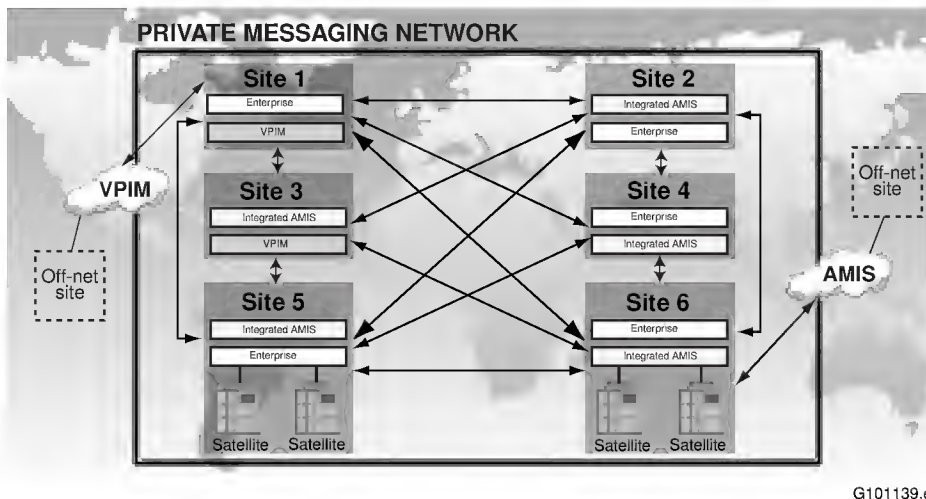 PRIVATE MESSAGING NETWORK
Site 1
Enterprise
VPIM
Site 2
Integrated AMIS
Enterprise
Site 3
Integrated AMIS
VPIM
Site 4
Enterprise
Integrated AMIS
Site 5
Integrated AMIS
Enterprise
Satellite
Satellite
Site 6
Enterprise
Integrated AMIS
Satellite
Satellite
VPIM
Off-net
site
Off-net
site
AMIS
G101139.